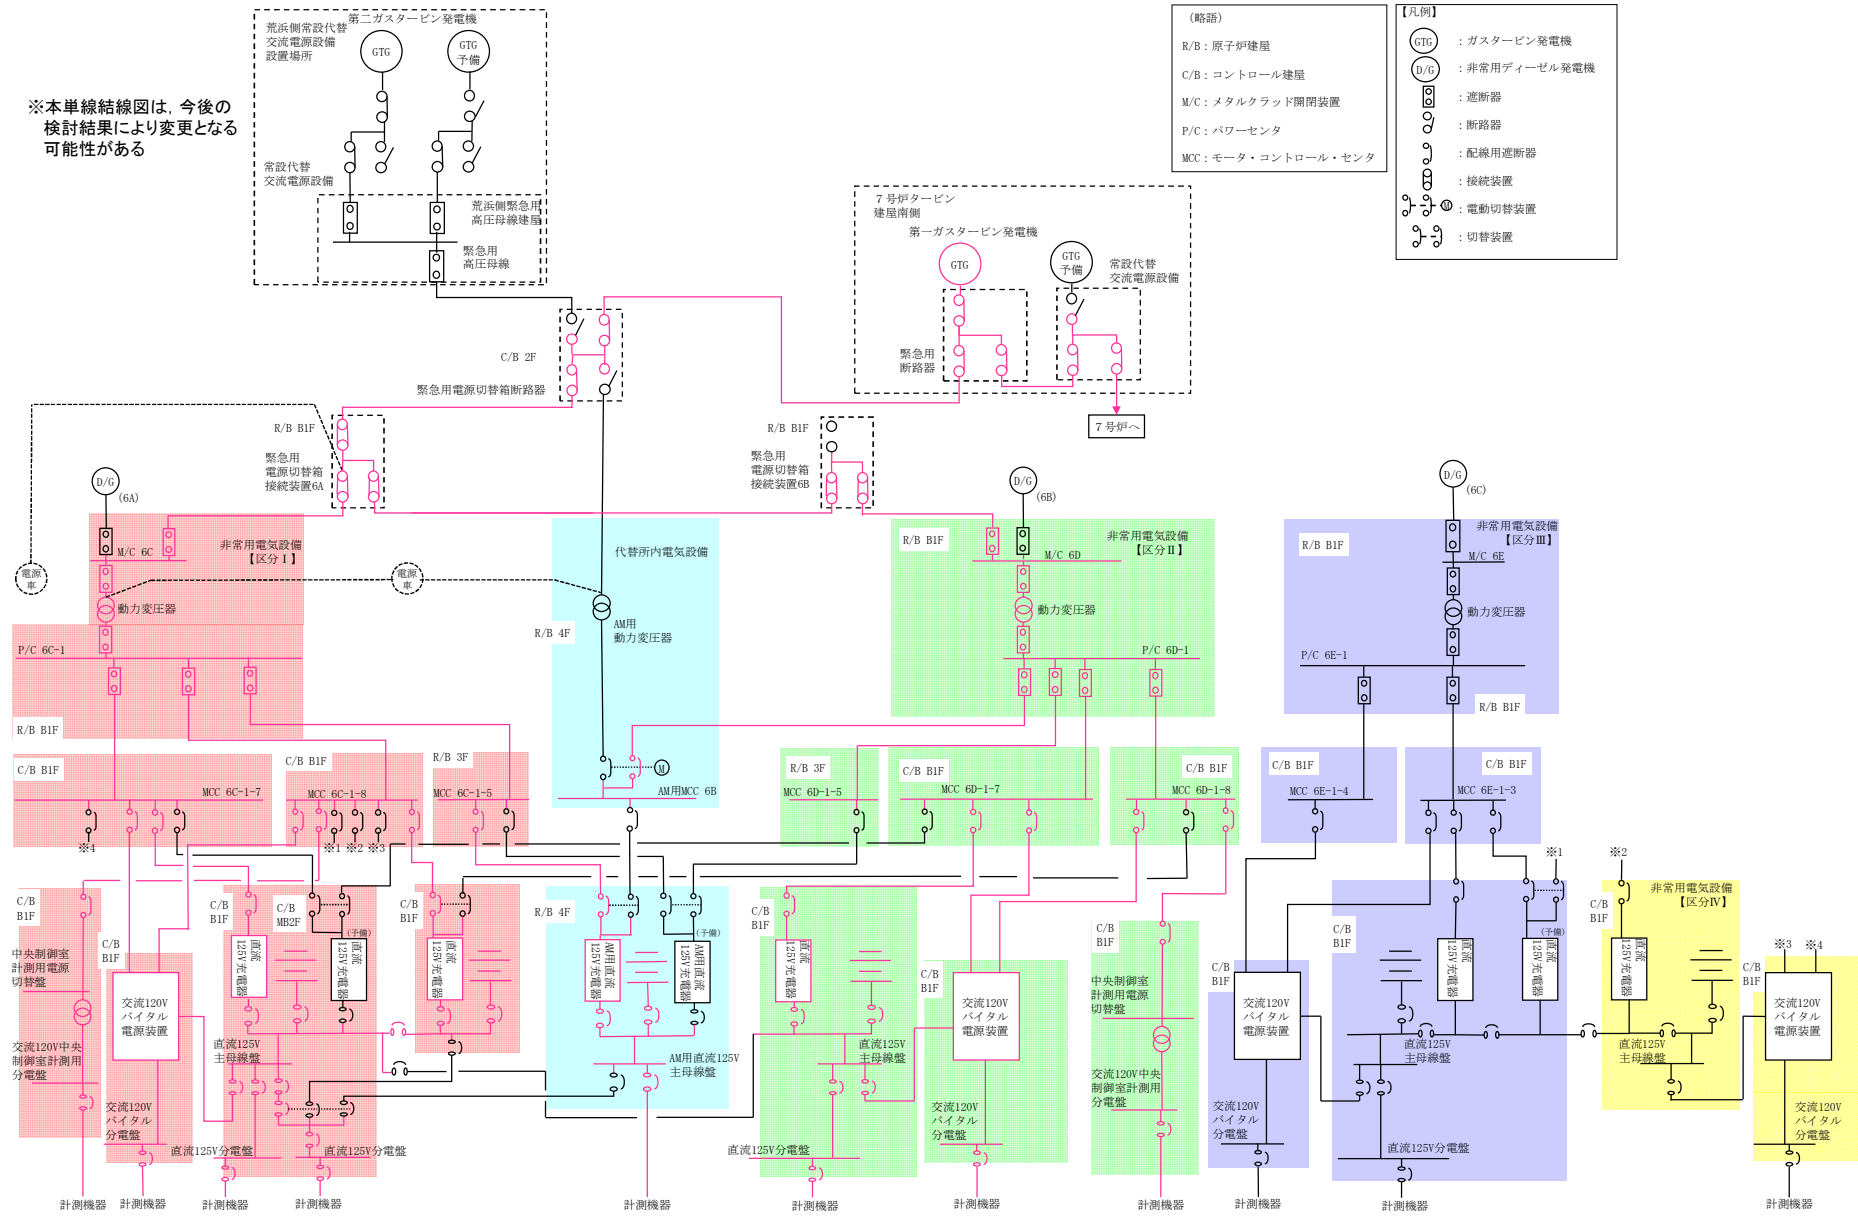 ※本単線結線図は，今後の
検討結果により変更となる
可能性がある
荒浜側常設代替
交流電源設備
設置場所
第二ガスタービン発電機
GTG
GTG
予備
常設代替
交流電源設備
荒浜側緊急用
高圧母線建屋
緊急用
高圧母線
（略語）
R/B：原子炉建屋
C/B：コントロール建屋
M/C：メタルクラッド開閉装置
P/C：パワーセンタ
MCC：モータ・コントロール・センタ
【凡例】
GTG ：ガスタービン発電機
D/G ：非常用ディーゼル発電機
：遮断器
：断路器
：配線用遮断器
：接続装置
M ：電動切替装置
：切替装置
７号炉タービン
建屋南側
第一ガスタービン発電機
GTG
GTG
予備
常設代替
交流電源設備
緊急用
断路器
７号炉へ
C/B 2F
緊急用電源切替箱断路器
R/B B1F
緊急用
電源切替箱
接続装置6A
R/B B1F
緊急用
電源切替箱
接続装置6B
D/G
(6A)
D/G
(6B)
D/G
(6C)
電源
車
電源
車
非常用電気設備
【区分Ⅰ】
M/C 6C
動力変圧器
P/C 6C-1
R/B B1F
代替所内電気設備
R/B 4F
AM用
動力変圧器
R/B B1F
非常用電気設備
【区分Ⅱ】
M/C 6D
動力変圧器
P/C 6D-1
R/B B1F
非常用電気設備
【区分Ⅲ】
M/C 6E
動力変圧器
P/C 6E-1
R/B B1F
C/B B1F
MCC 6C-1-7
C/B B1F
MCC 6C-1-8
R/B 3F
MCC 6C-1-5
M
AM用MCC 6B
R/B 3F
MCC 6D-1-5
C/B B1F
MCC 6D-1-7
C/B B1F
MCC 6D-1-8
C/B B1F
MCC 6E-1-4
C/B B1F
MCC 6E-1-3
※4
※1
※2
※3
※1
※2
C/B
B1F
中央制御室
計測用電源
切替盤
交流120V中央
制御室計測用
分電盤
C/B
B1F
交流120V
バイタル
電源装置
交流120V
バイタル
分電盤
C/B
B1F
直流
125V充電器
C/B
MB2F
（予備）
直流
125V充電器
直流125V
主母線盤
直流125V分電盤
直流125V分電盤
C/B
B1F
直流
125V充電器
R/B 4F
AM用直流
125V充電器
（予備）
AM用直流
125V充電器
AM用直流125V
主母線盤
C/B
B1F
直流
125V充電器
直流125V
主母線盤
直流125V分電盤
C/B
B1F
交流120V
バイタル
電源装置
交流120V
バイタル
分電盤
C/B
B1F
中央制御室
計測用電源
切替盤
交流120V中央
制御室計測用
分電盤
C/B
B1F
交流120V
バイタル
電源装置
交流120V
バイタル
分電盤
C/B
B1F
直流
125V充電器
（予備）
直流
125V充電器
直流125V
主母線盤
直流125V分電盤
非常用電気設備
【区分Ⅳ】
C/B
B1F
直流
125V充電器
直流125V
主母線盤
※3
※4
C/B
B1F
交流120V
バイタル
電源装置
交流120V
バイタル
分電盤
計測機器
計測機器
計測機器
計測機器
計測機器
計測機器
計測機器
計測機器
計測機器
計測機器
計測機器